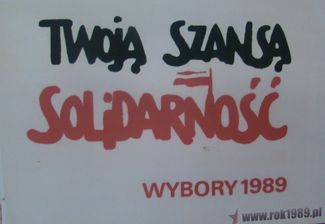 TWOJĄ SZANSĄ
SOLIDARNOŚĆ
WYBORY 1989
www.rok1989.pl